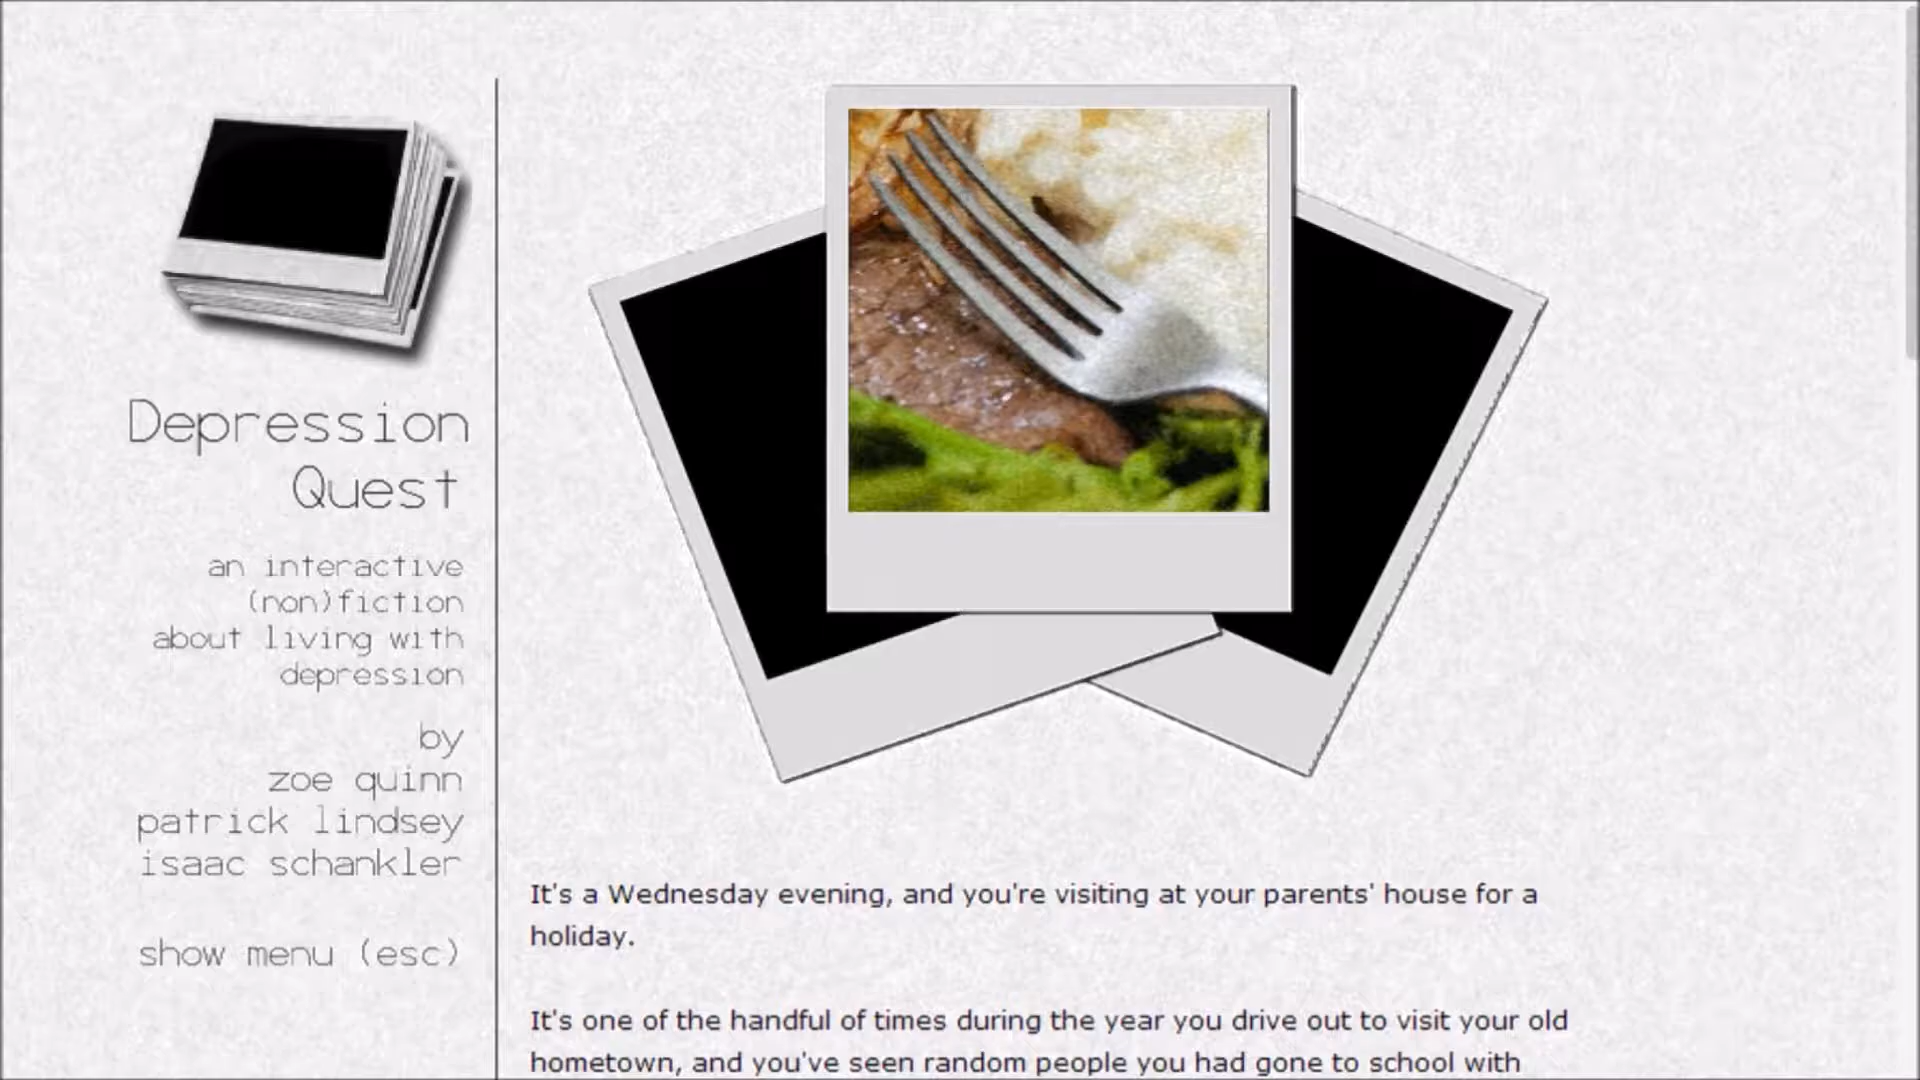 Depression
Quest
an interactive
(non)fiction
about living with
depression
by
zoe quinn
patrick lindsey
isaac schankler
show menu (esc)
It's a Wednesday evening, and you're visiting at your parents' house for a
holiday.
It's one of the handful of times during the year you drive out to visit your old
hometown, and you've seen random people you had gone to school with